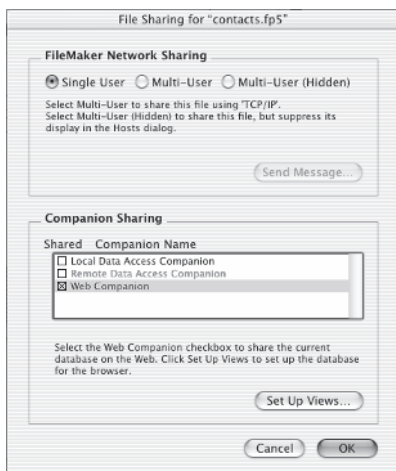 File Sharing for "contacts.fp5"
FileMaker Network Sharing
Single User Multi-User Multi-User (Hidden)
Select Multi-User to share this file using 'TCP/IP'.
Select Multi-User (Hidden) to share this file, but suppress its
display in the Hosts dialog.
Send Message...
Companion Sharing
Shared Companion Name
Local Data Access Companion
Remote Data Access Companion
Web Companion
Select the Web Companion checkbox to share the current
database on the Web. Click Set Up Views to set up the database
for the browser.
Set Up Views...
Cancel OK